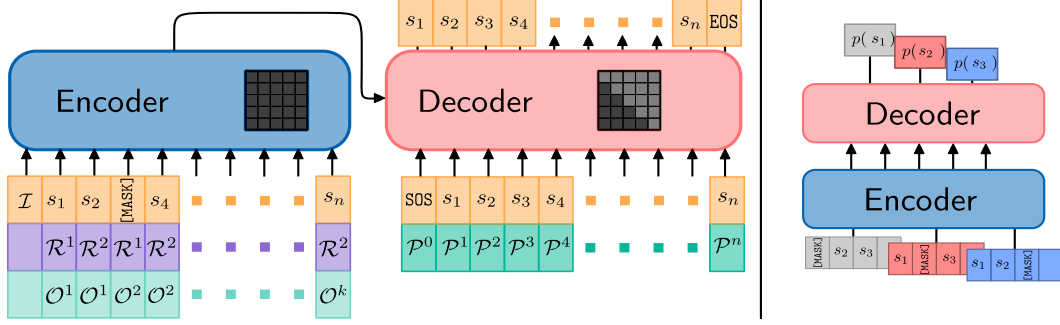 s₁ s₂ s₃ s₄ sₙ EOS
Encoder
Decoder
ℐ s₁ s₂ [MASK] s₄ sₙ
ℛ¹ ℛ² ℛ¹ ℛ² ℛ²
𝒪¹ 𝒪¹ 𝒪² 𝒪² 𝒪ᵏ
SOS s₁ s₂ s₃ s₄ sₙ
𝒫⁰ 𝒫¹ 𝒫² 𝒫³ 𝒫⁴ 𝒫ⁿ
p( s₁ )
p( s₂ )
p( s₃ )
Decoder
Encoder
[MASK] s₂ s₃
s₁ [MASK] s₃
s₁ s₂ [MASK]